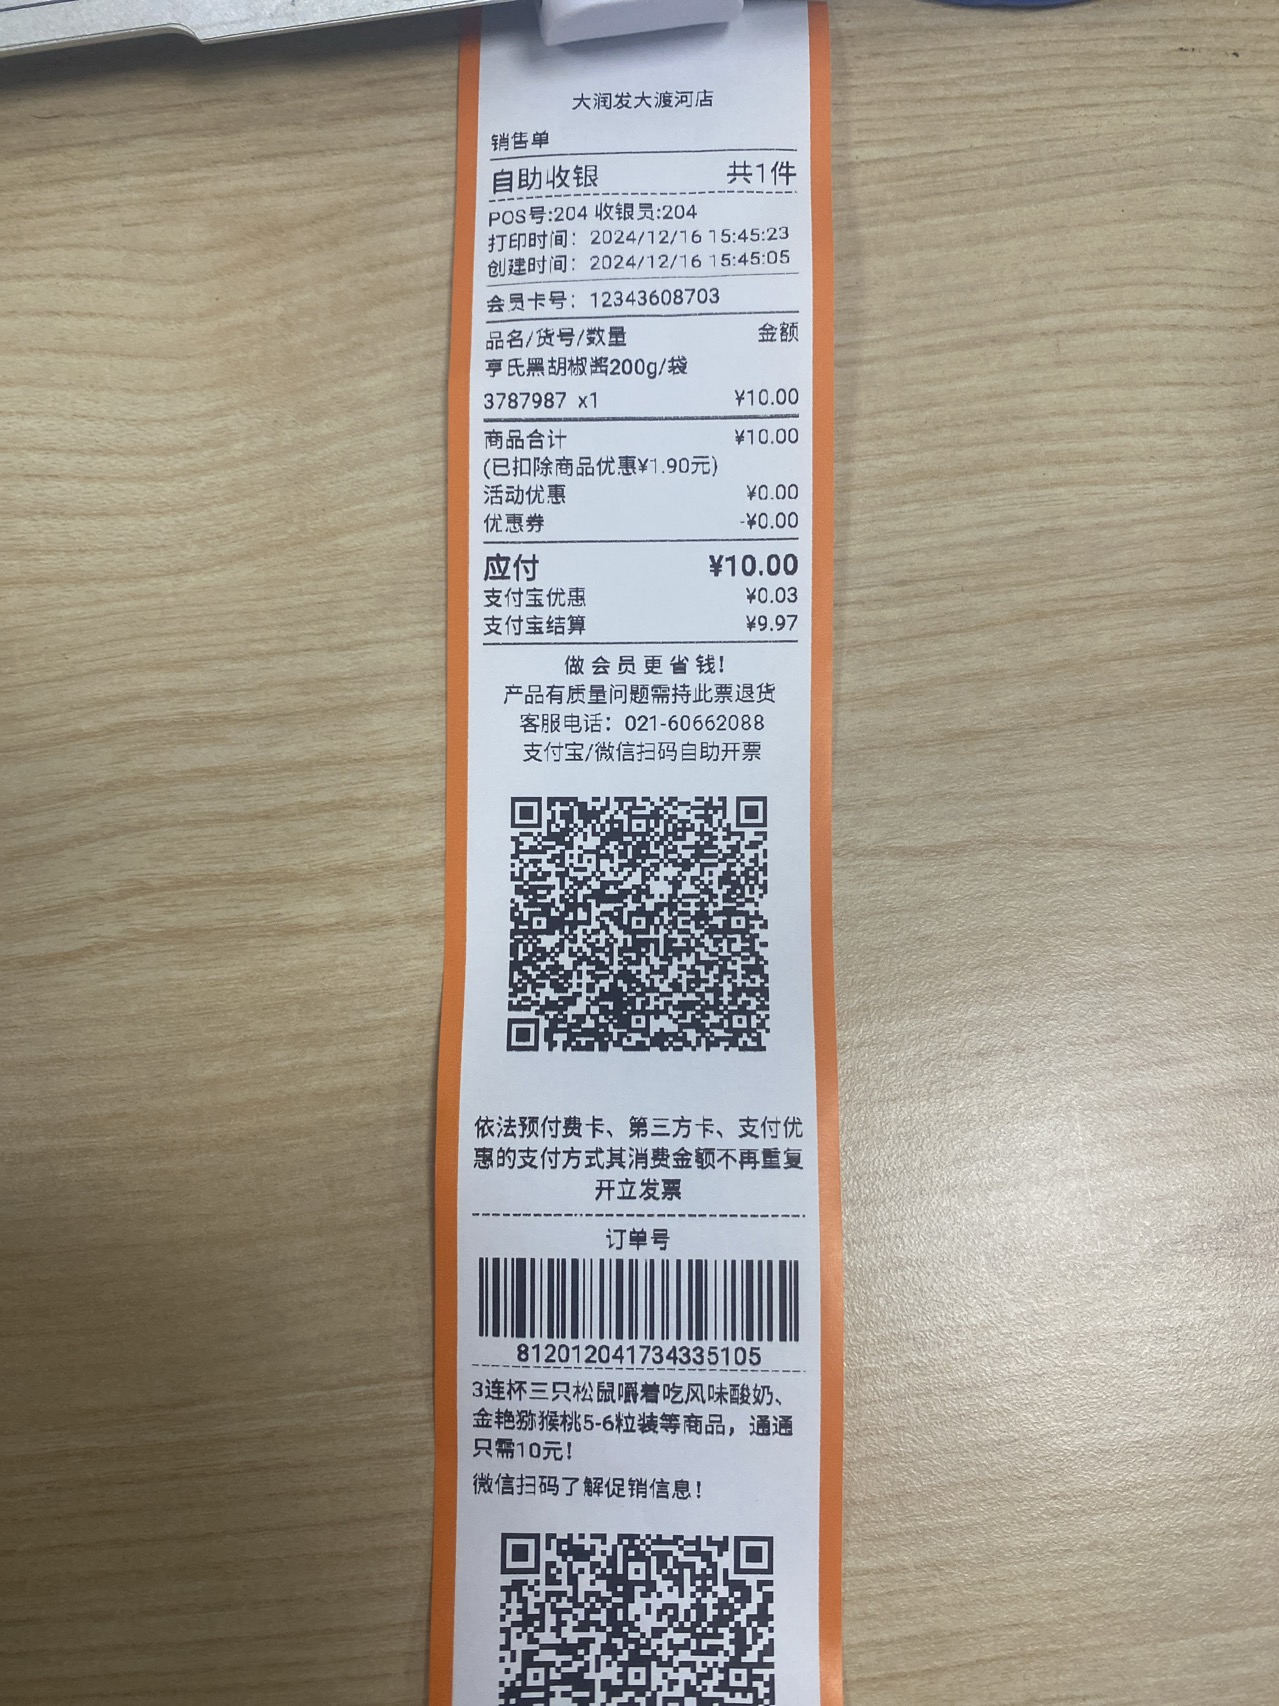 大润发大渡河店
销售单
自助收银 共1件
POS号:204 收银员:204
打印时间：2024/12/16 15:45:23
创建时间：2024/12/16 15:45:05
会员卡号：12343608703
品名/货号/数量 金额
亨氏黑胡椒酱200g/袋
3787987 x1 ¥10.00
商品合计 ¥10.00
(已扣除商品优惠¥1.90元)
活动优惠 ¥0.00
优惠券 -¥0.00
应付 ¥10.00
支付宝优惠 ¥0.03
支付宝结算 ¥9.97
做会员更省钱！
产品有质量问题需持此票退货
客服电话：021-60662088
支付宝/微信扫码自助开票
依法预付费卡、第三方卡、支付优
惠的支付方式其消费金额不再重复
开立发票
订单号
812012041734335105
3连杯三只松鼠嚼着吃风味酸奶、
金艳猕猴桃5-6粒装等商品，通通
只需10元！
微信扫码了解促销信息！